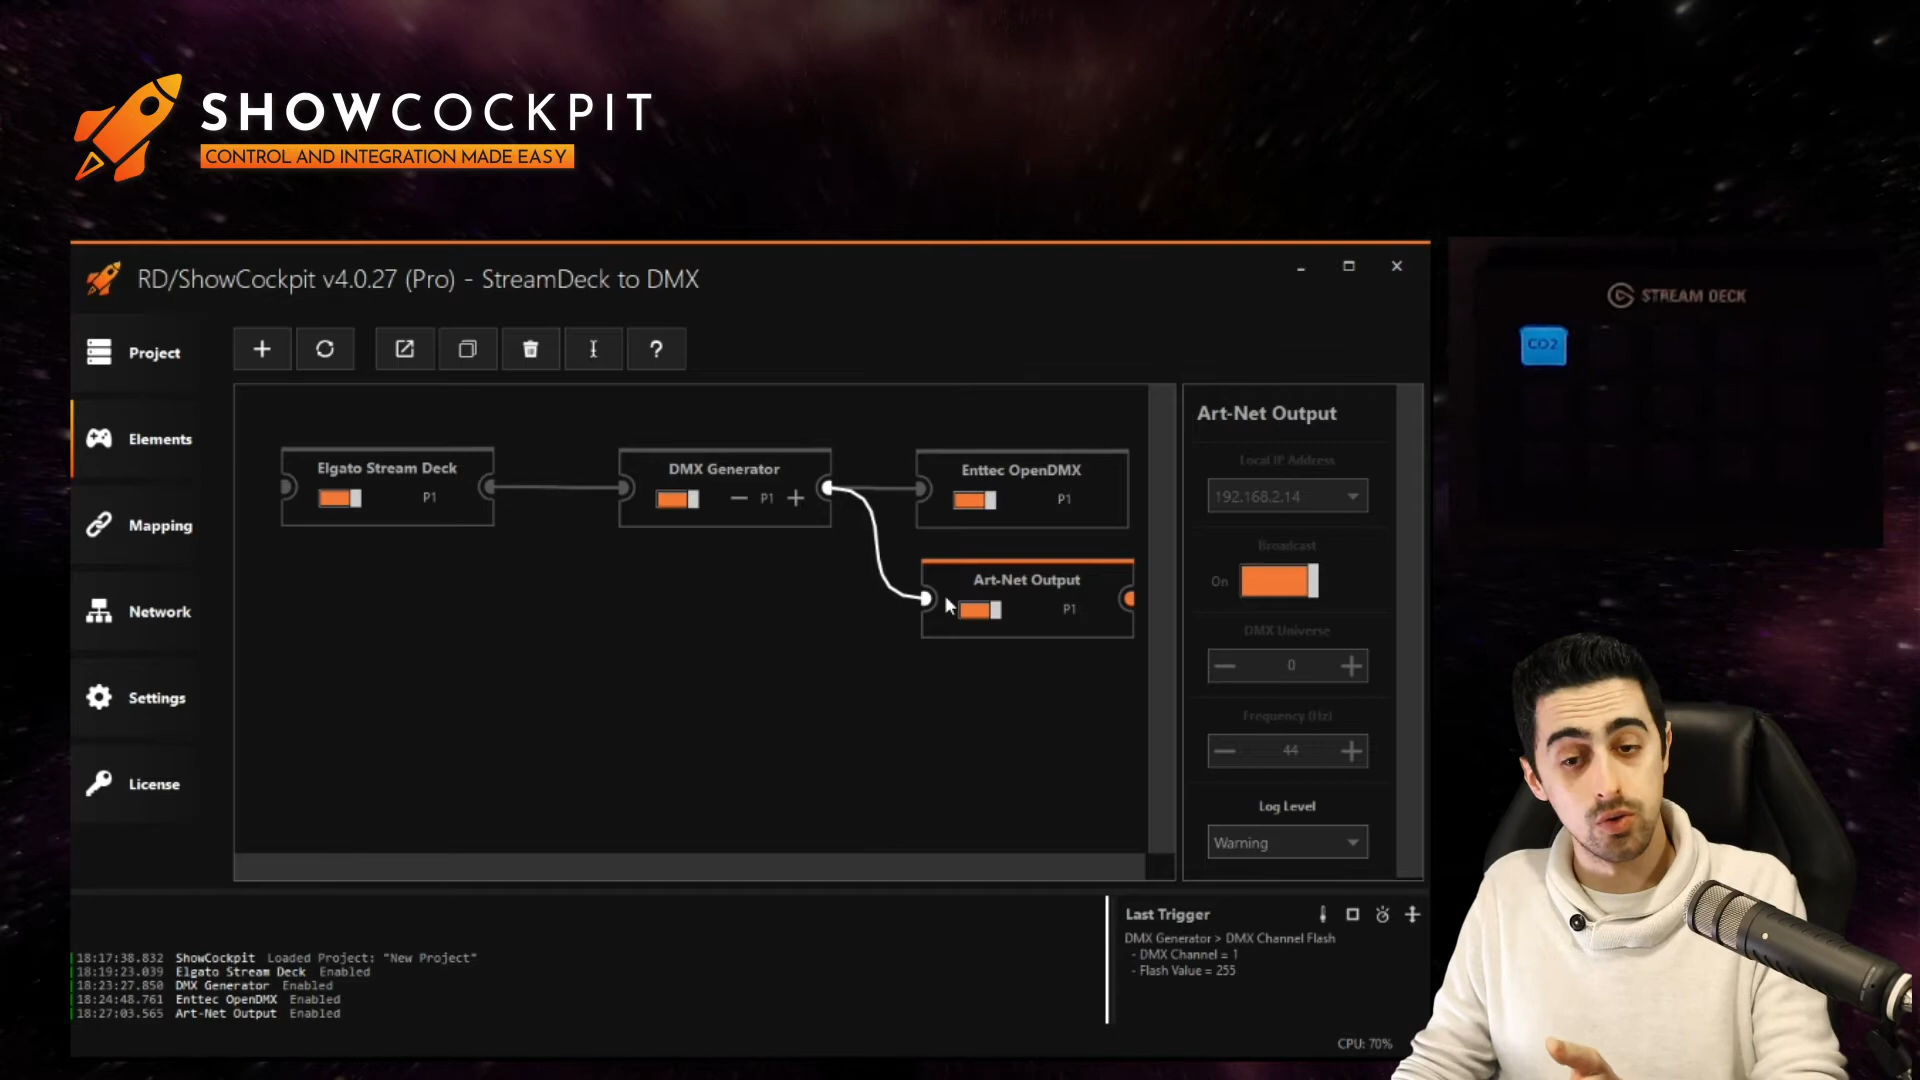 SHOWCOCKPIT
CONTROL AND INTEGRATION MADE EASY
RD/ShowCockpit v4.0.27 (Pro) - StreamDeck to DMX
STREAM DECK
CO2
Project
Elements
Mapping
Network
Settings
License
?
Elgato Stream Deck
P1
DMX Generator
P1
Enttec OpenDMX
P1
Art-Net Output
P1
Art-Net Output
Local IP Address
192.168.2.14
Broadcast
On
DMX Universe
0
Frequency (Hz)
44
Log Level
Warning
18:17:38.832 ShowCockpit Loaded Project: "New Project"
18:19:23.039 Elgato Stream Deck Enabled
18:23:27.850 DMX Generator Enabled
18:24:48.761 Enttec OpenDMX Enabled
18:27:03.565 Art-Net Output Enabled
Last Trigger
DMX Generator > DMX Channel Flash
- DMX Channel = 1
- Flash Value = 255
CPU: 70%